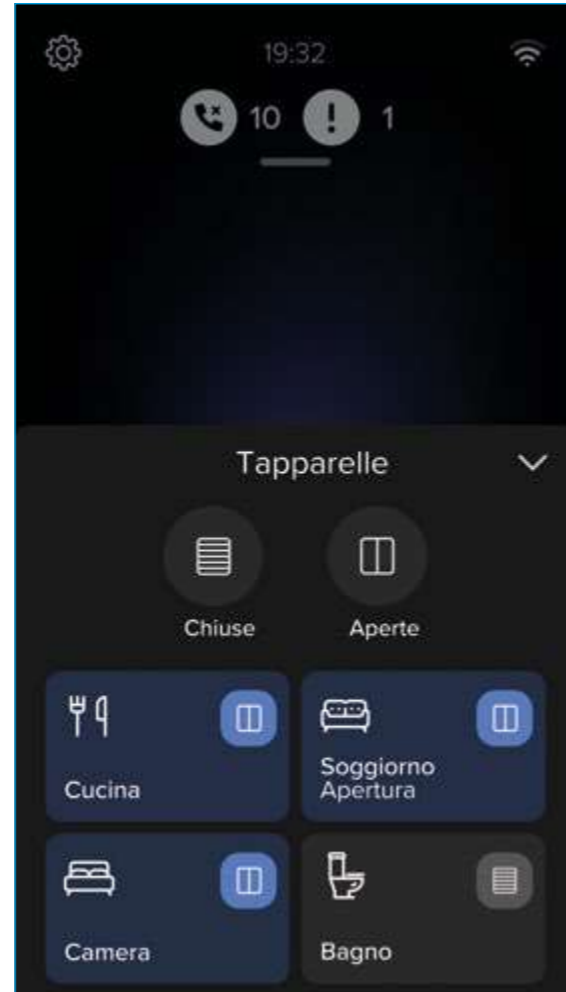 19:32
10 1
Tapparelle
Chiuse Aperte
Cucina
Soggiorno
Apertura
Camera
Bagno